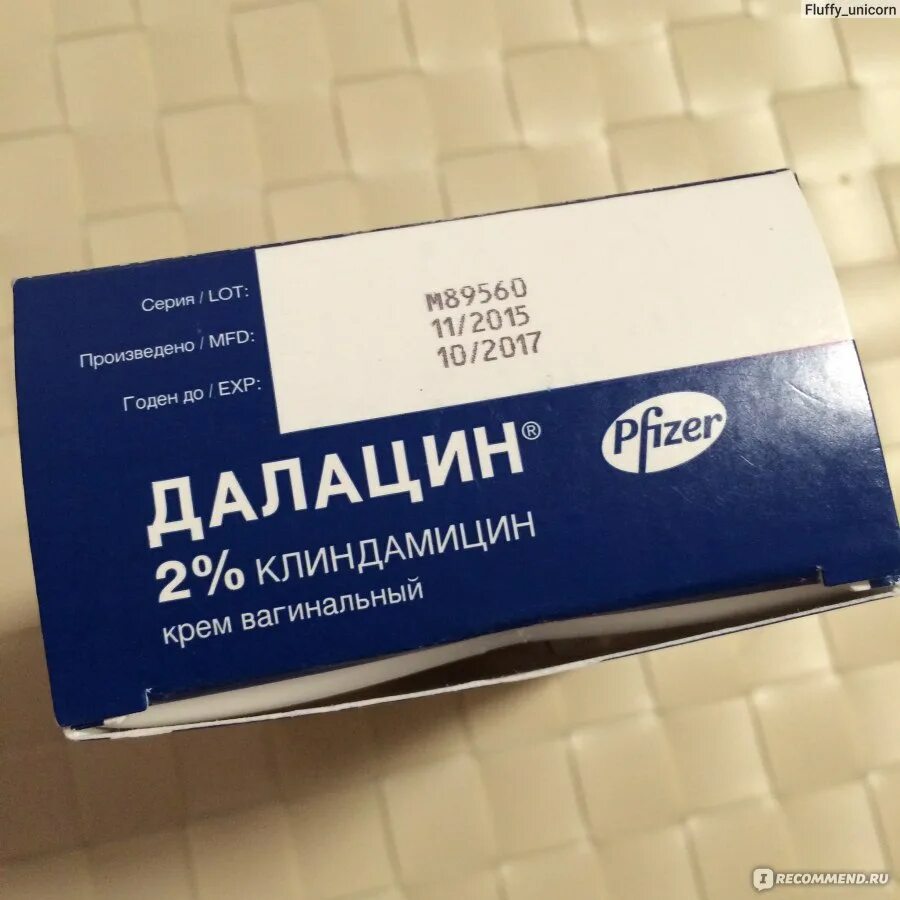 Fluffy_unicorn
Серия / LOT: M89560
Произведено / MFD: 11/2015
Годен до / EXP: 10/2017
ДАЛАЦИН®
Pfizer
2% КЛИНДАМИЦИН
крем вагинальный
IRECOMMEND.RU